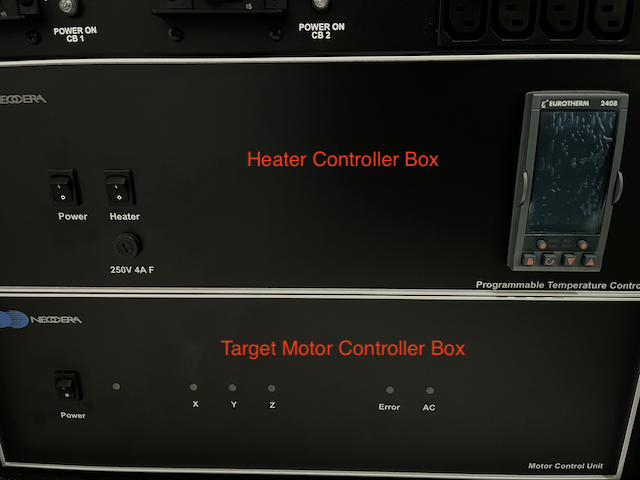 POWER ON
CB 1
15
POWER ON
CB 2
NEOCERA
EUROTHERM 2408
Heater Controller Box
Power
Heater
250V 4A F
Programmable Temperature Contro
NEOCERA
Target Motor Controller Box
Power
X
Y
Z
Error
AC
Motor Control Unit